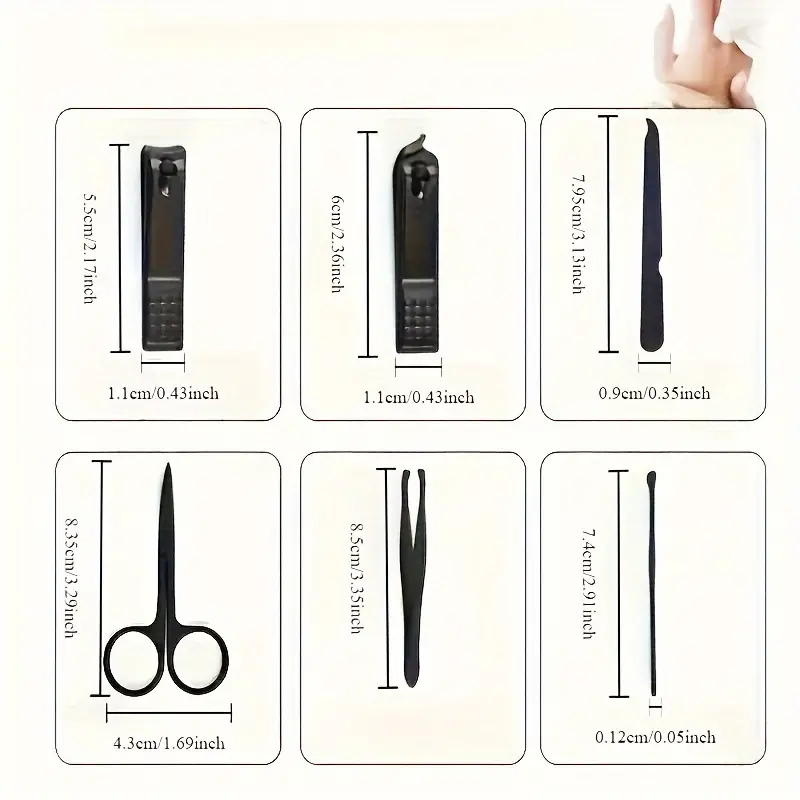 5.5cm/2.17inch
1.1cm/0.43inch
6cm/2.36inch
1.1cm/0.43inch
7.95cm/3.13inch
0.9cm/0.35inch
8.35cm/3.29inch
4.3cm/1.69inch
8.5cm/3.35inch
7.4cm/2.91inch
0.12cm/0.05inch